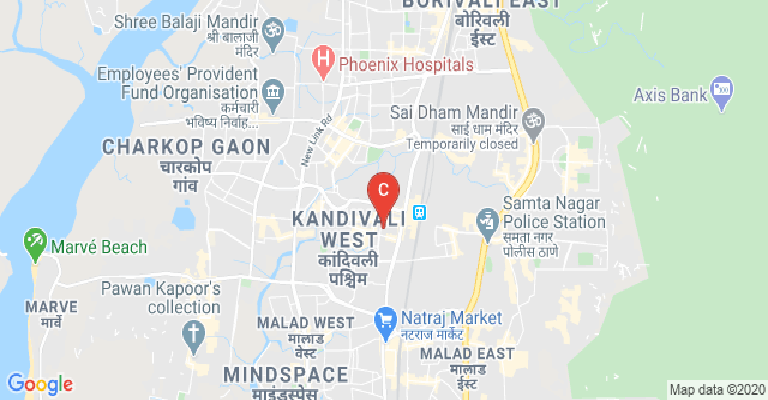 BORIVALI EAST
बोरिवली
ईस्ट
Shree Balaji Mandir
श्री बालाजी
मंदिर
Phoenix Hospitals
Employees' Provident
Fund Organisation
कर्मचारी
भविष्य निर्वाह...
New Link Rd
Axis Bank
Sai Dham Mandir
साई धाम मंदिर
Temporarily closed
CHARKOP GAON
चारकोप
गांव
C
KANDIVALI
WEST
कांदिवली
पश्चिम
Samta Nagar
Police Station
समता नगर
पोलीस ठाणे
Marvé Beach
MARVE
मार्वे
Pawan Kapoor's
collection
MALAD WEST
मालाड
वेस्ट
Natraj Market
नटराज मार्केट
MALAD EAST
मालाड
ईस्ट
MINDSPACE
माइंडस्पेस
Google
Map data ©2020